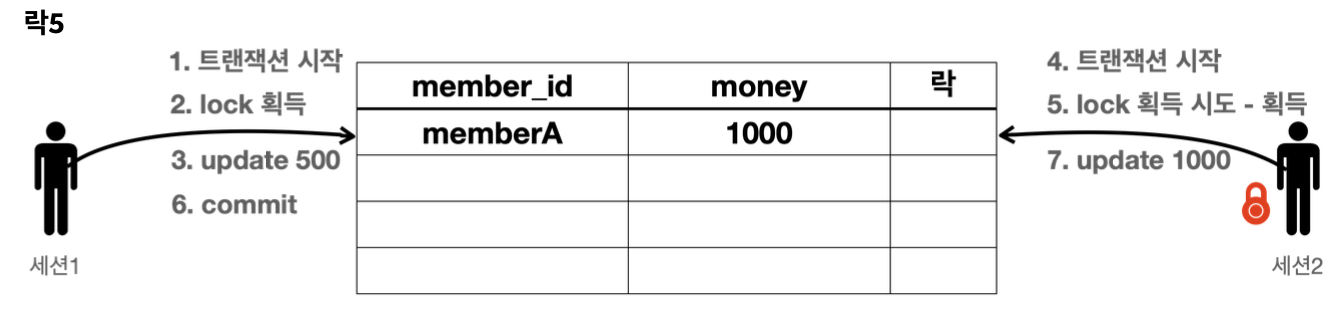 락5
1. 트랜잭션 시작
2. lock 획득
3. update 500
6. commit
세션1
member_id money 락
memberA 1000
4. 트랜잭션 시작
5. lock 획득 시도 - 획득
7. update 1000
세션2